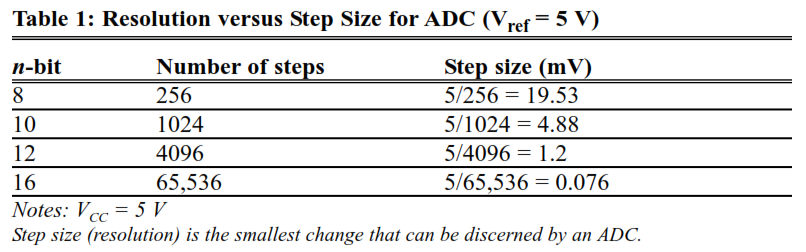 Table 1: Resolution versus Step Size for ADC (Vref = 5 V)
n-bit Number of steps Step size (mV)
8 256 5/256 = 19.53
10 1024 5/1024 = 4.88
12 4096 5/4096 = 1.2
16 65,536 5/65,536 = 0.076
Notes: VCC = 5 V
Step size (resolution) is the smallest change that can be discerned by an ADC.